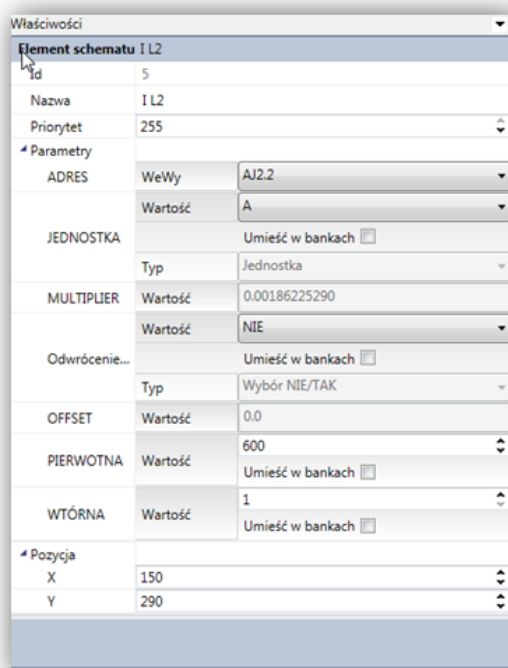 Właściwości
Element schematu I L2
Id 5
Nazwa I L2
Priorytet 255
Parametry
ADRES WeWy AJ2.2
Wartość A
JEDNOSTKA Umieść w bankach
Typ Jednostka
MULTIPLIER Wartość 0.00186225290
Wartość NIE
Odwrócenie... Umieść w bankach
Typ Wybór NIE/TAK
OFFSET Wartość 0.0
600
PIERWOTNA Wartość
Umieść w bankach
1
WTÓRNA Wartość
Umieść w bankach
Pozycja
X 150
Y 290